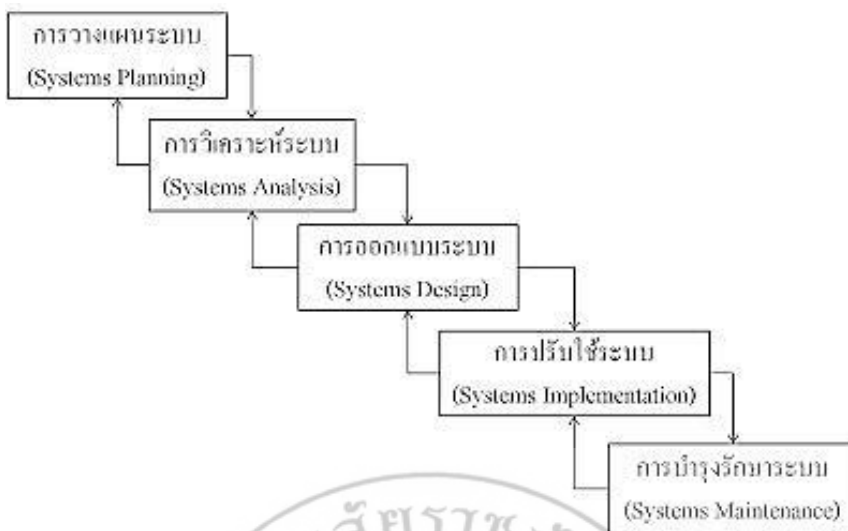 การวางแผนระบบ
(Systems Planning)
การวิเคราะห์ระบบ
(Systems Analysis)
การออกแบบระบบ
(Systems Design)
การปรับใช้ระบบ
(Systems Implementation)
การบำรุงรักษาระบบ
(Systems Maintenance)